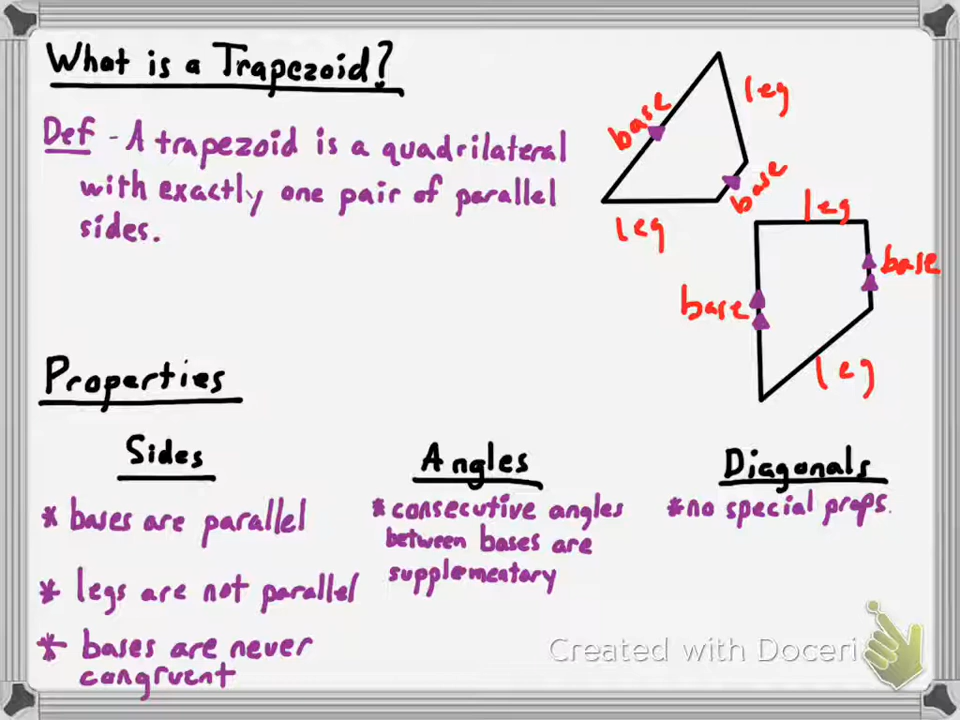 What is a Trapezoid?
Def - A trapezoid is a quadrilateral
with exactly one pair of parallel
sides.
base
leg
base
leg
leg
base
base
leg
Properties
Sides
* bases are parallel
* legs are not parallel
* bases are never
congruent
Angles
* consecutive angles
between bases are
supplementary
Diagonals
* no special props.
Created with Doceri